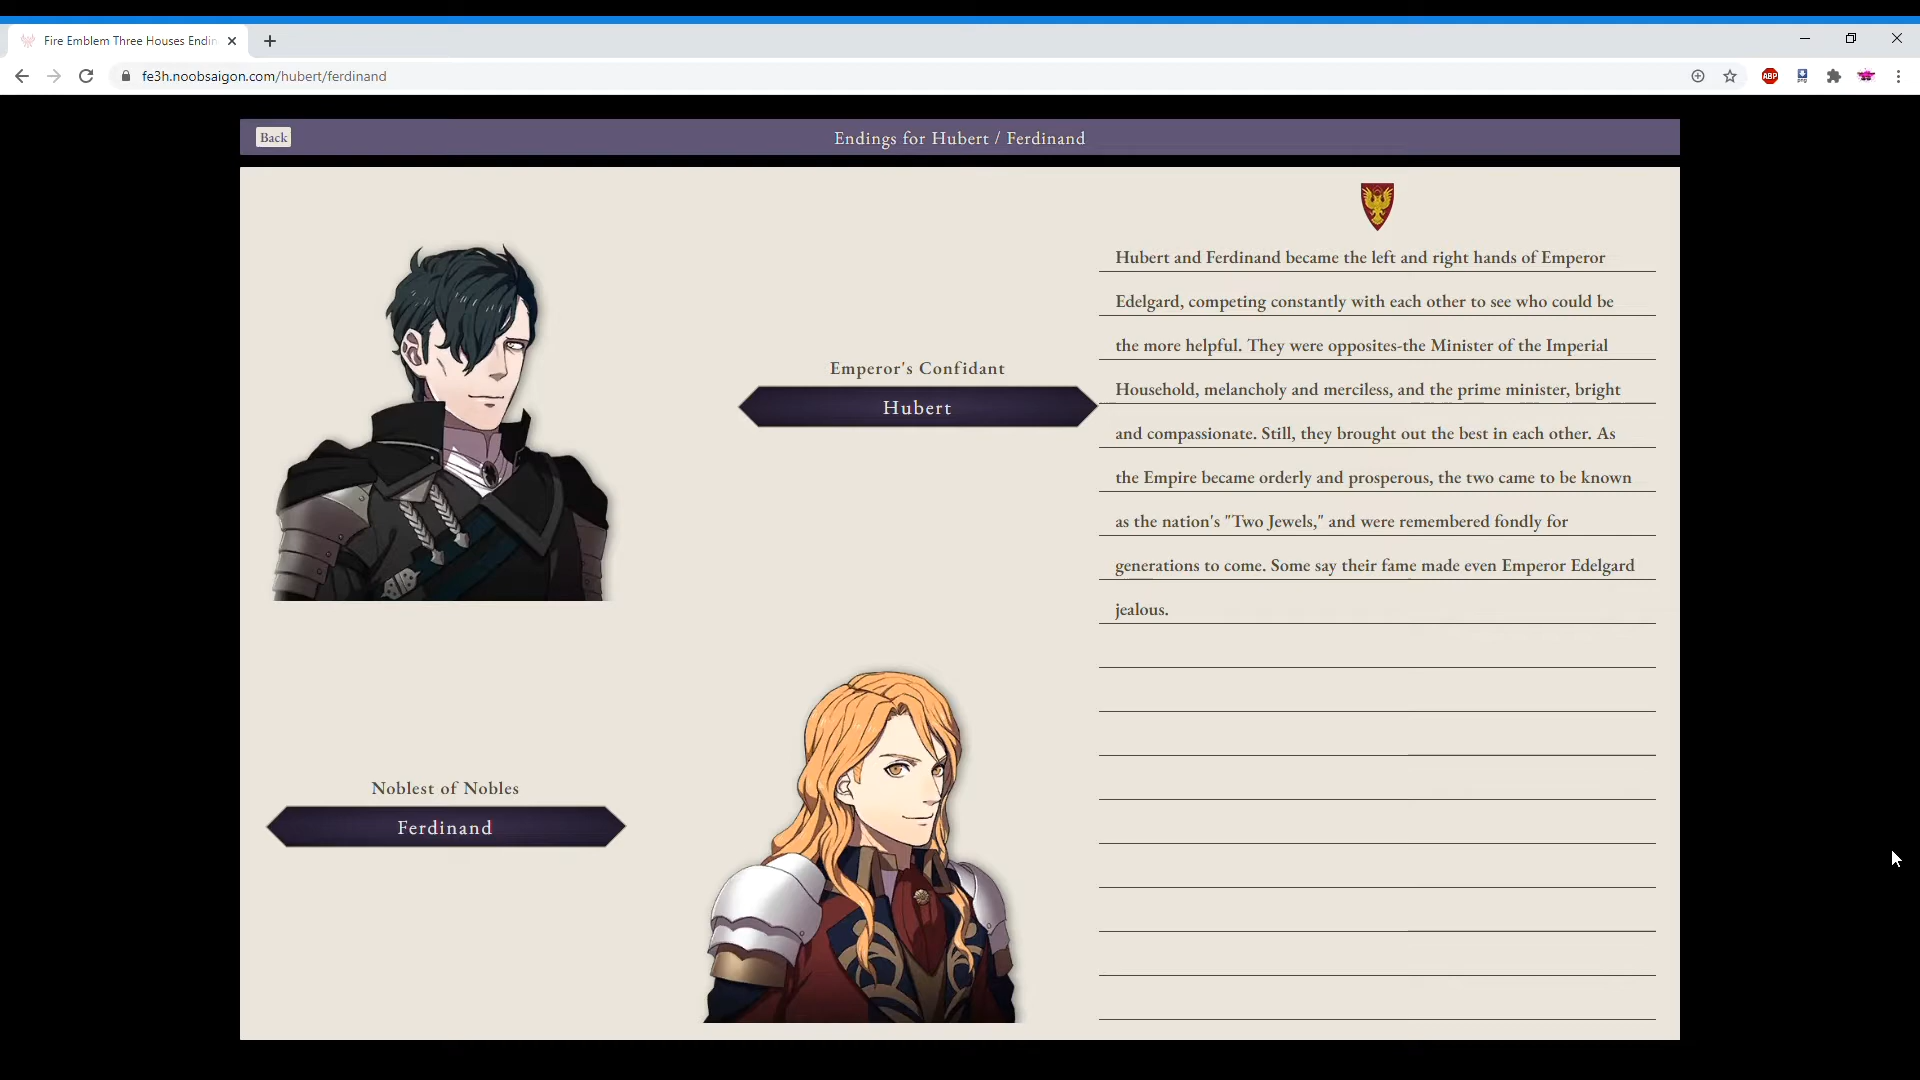 Fire Emblem Three Houses Endin
fe3h.noobsaigon.com/hubert/ferdinand
ABP
Back
Endings for Hubert / Ferdinand
Emperor's Confidant
Hubert
Noblest of Nobles
Ferdinand
Hubert and Ferdinand became the left and right hands of Emperor
Edelgard, competing constantly with each other to see who could be
the more helpful. They were opposites-the Minister of the Imperial
Household, melancholy and merciless, and the prime minister, bright
and compassionate. Still, they brought out the best in each other. As
the Empire became orderly and prosperous, the two came to be known
as the nation's "Two Jewels," and were remembered fondly for
generations to come. Some say their fame made even Emperor Edelgard
jealous.